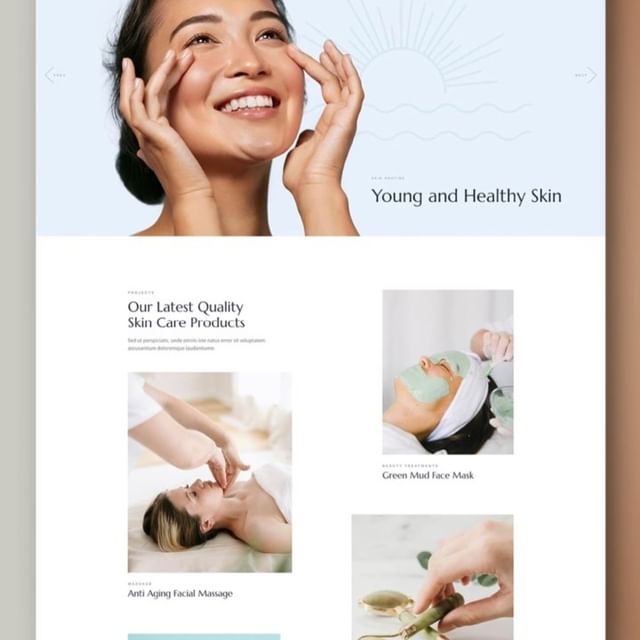 PREV
NEXT
SKIN ROUTINE
Young and Healthy Skin
PROJECTS
Our Latest Quality
Skin Care Products
Sed ut perspiciatis, unde omnis iste natus error sit voluptatem
accusantium doloremque laudantiume
MASSAGE
Anti Aging Facial Massage
BEAUTY TREATMENTS
Green Mud Face Mask